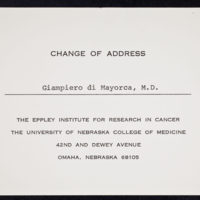 CHANGE OF ADDRESS
Giampiero di Mayorca, M.D.
THE EPPLEY INSTITUTE FOR RESEARCH IN CANCER
THE UNIVERSITY OF NEBRASKA COLLEGE OF MEDICINE
42ND AND DEWEY AVENUE
OMAHA, NEBRASKA 68105